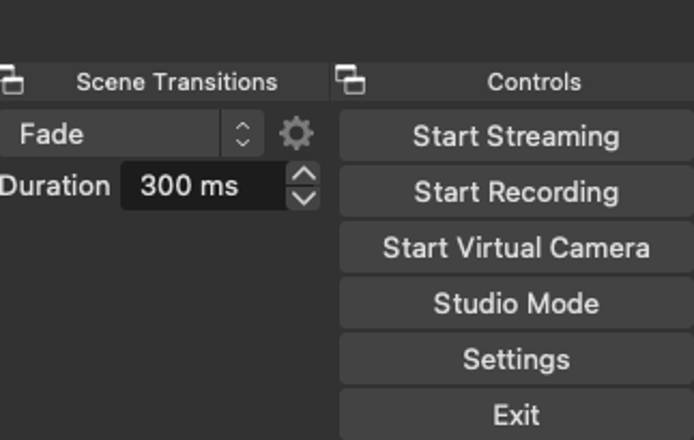 Scene Transitions
Fade
Duration 300 ms
Controls
Start Streaming
Start Recording
Start Virtual Camera
Studio Mode
Settings
Exit